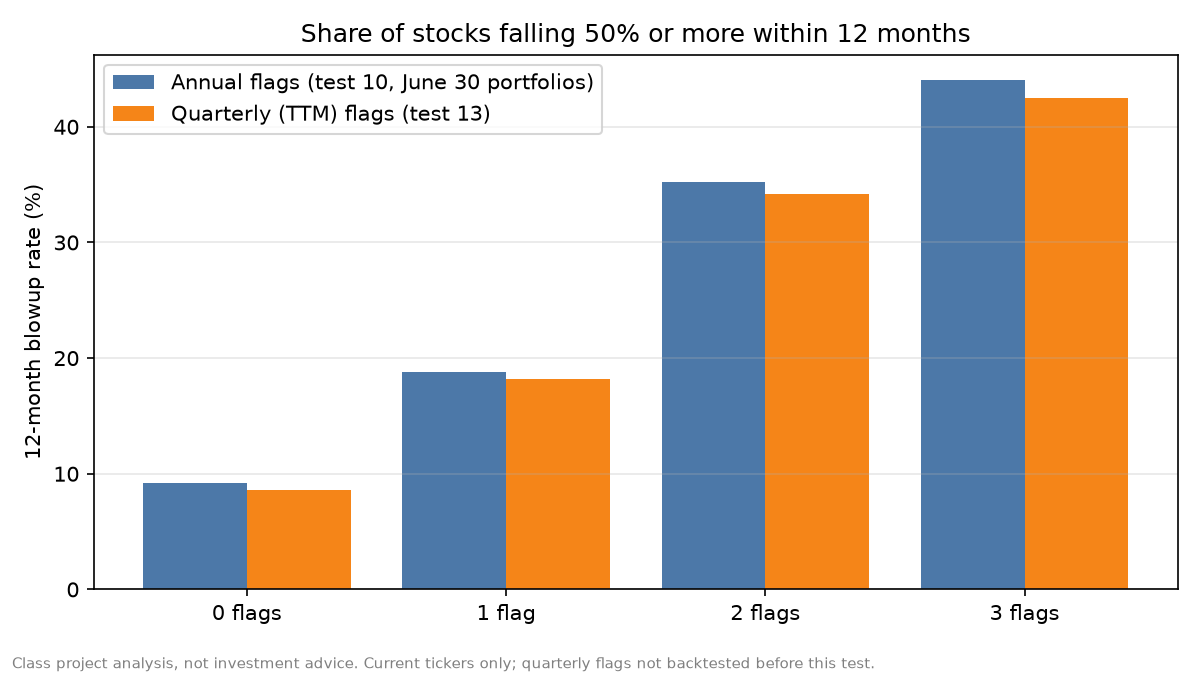 Share of stocks falling 50% or more within 12 months
Annual flags (test 10, June 30 portfolios)
Quarterly (TTM) flags (test 13)
12-month blowup rate (%)
40
30
20
10
0
0 flags
1 flag
2 flags
3 flags
Class project analysis, not investment advice. Current tickers only; quarterly flags not backtested before this test.